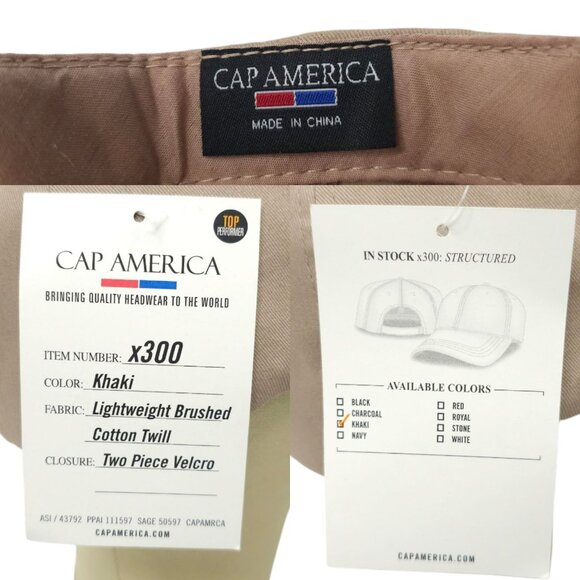 CAP AMERICA
MADE IN CHINA
TOP
PERFORMER
CAP AMERICA
BRINGING QUALITY HEADWEAR TO THE WORLD
ITEM NUMBER: x300
COLOR: Khaki
FABRIC: Lightweight Brushed
Cotton Twill
CLOSURE: Two Piece Velcro
ASI / 43792 PPAI 111597 SAGE 50597 CAPAMRCA
CAPAMERICA.COM
IN STOCK x300: STRUCTURED
AVAILABLE COLORS
BLACK
CHARCOAL
KHAKI
NAVY
RED
ROYAL
STONE
WHITE
CAPAMERICA.COM